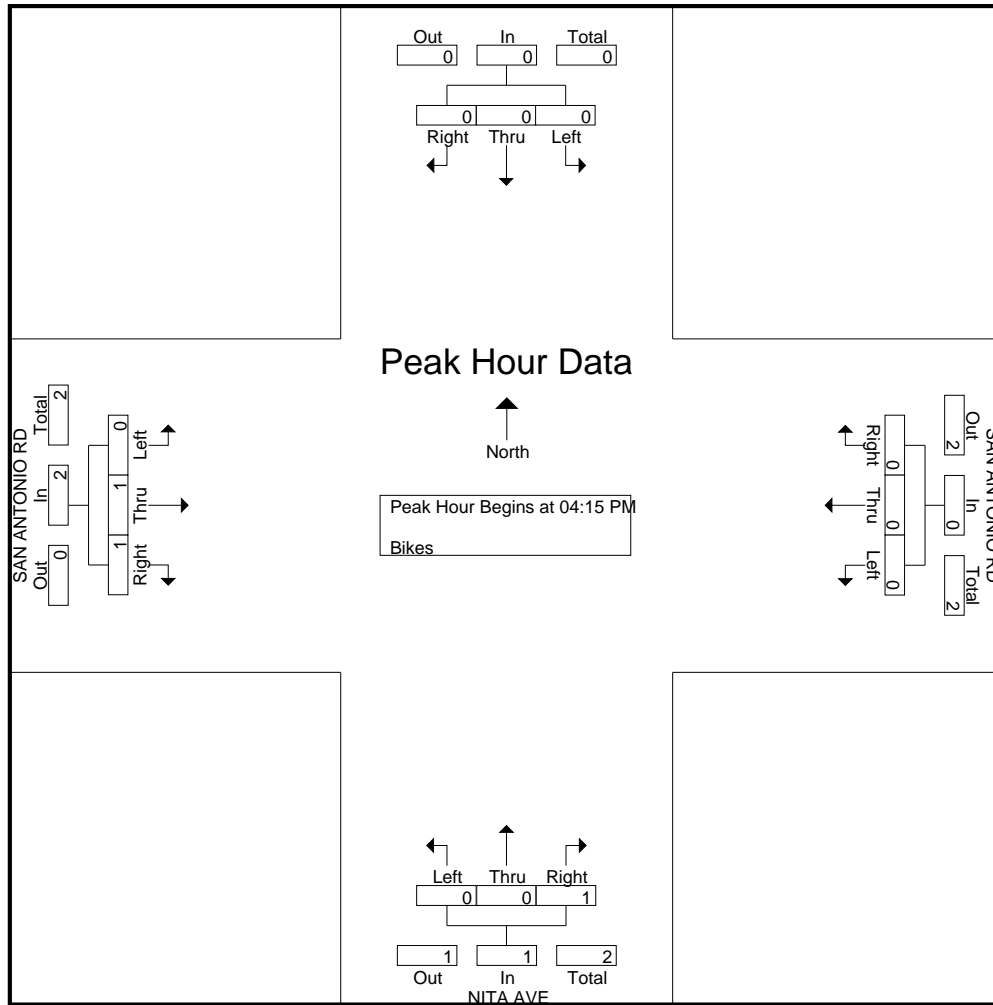 Out In Total
0 0 0
0 0 0
Right Thru Left
Peak Hour Data
North
Peak Hour Begins at 04:15 PM
Bikes
SAN ANTONIO RD
Out In Total
0 2 2
Right Thru Left
1 1 0
SAN ANTONIO RD
Out In Total
2 0 2
Right Thru Left
0 0 0
Left Thru Right
0 0 1
1 1 2
Out In Total
NITA AVE